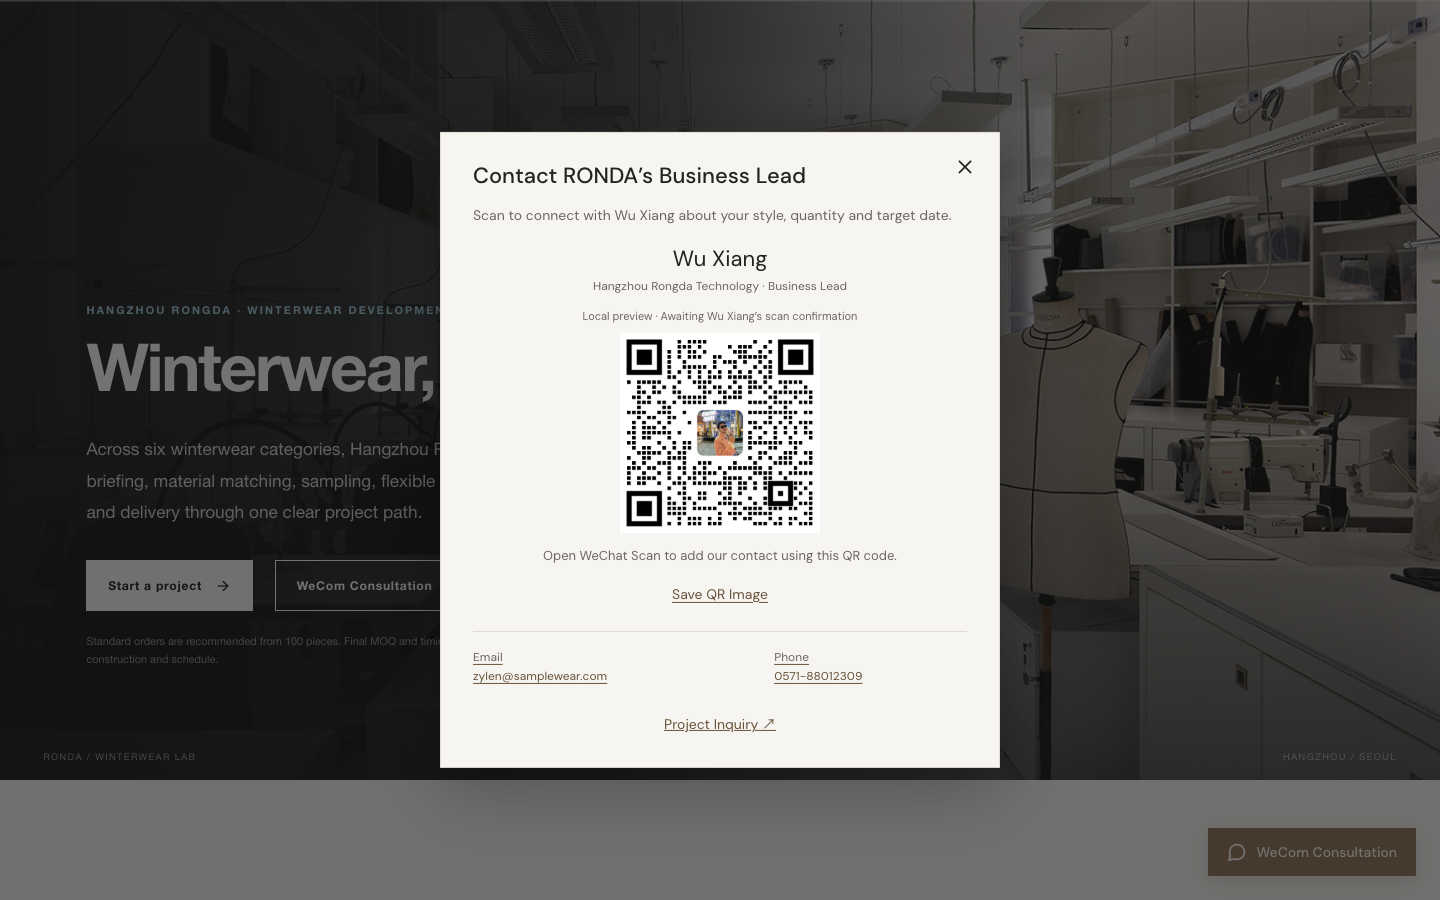 Contact RONDA’s Business Lead
Scan to connect with Wu Xiang about your style, quantity and target date.
Wu Xiang
Hangzhou Rongda Technology · Business Lead
Local preview · Awaiting Wu Xiang’s scan confirmation
Open WeChat Scan to add our contact using this QR code.
Save QR Image
Email
zylen@samplewear.com
Phone
0571-88012309
Project Inquiry ↗
HANGZHOU RONGDA · WINTERWEAR DEVELOPMEN
Winterwear,
Across six winterwear categories, Hangzhou
briefing, material matching, sampling, flexible
and delivery through one clear project path.
Start a project →
WeCom Consultation
Standard orders are recommended from 100 pieces. Final MOQ and
construction and schedule.
RONDA / WINTERWEAR LAB
HANGZHOU / SEOUL
WeCom Consultation